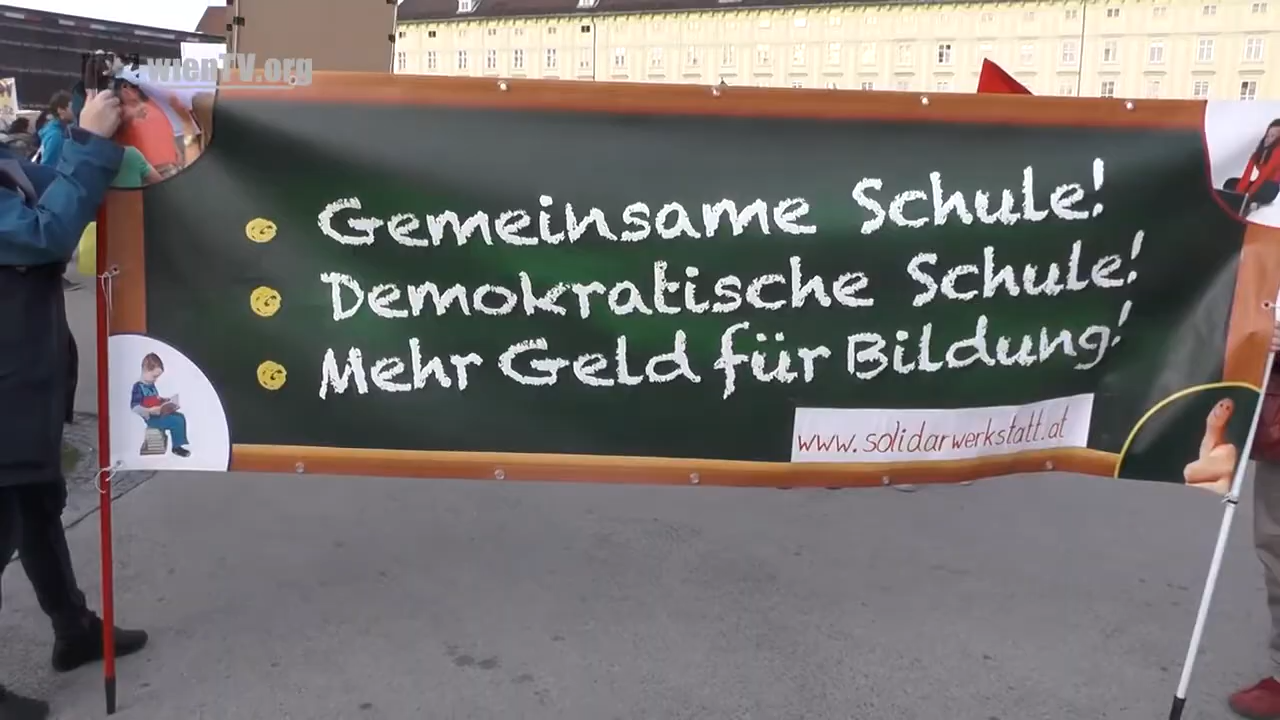 wienTV.org
Gemeinsame Schule!
Demokratische Schule!
Mehr Geld für Bildung!
www.solidarwerkstatt.at